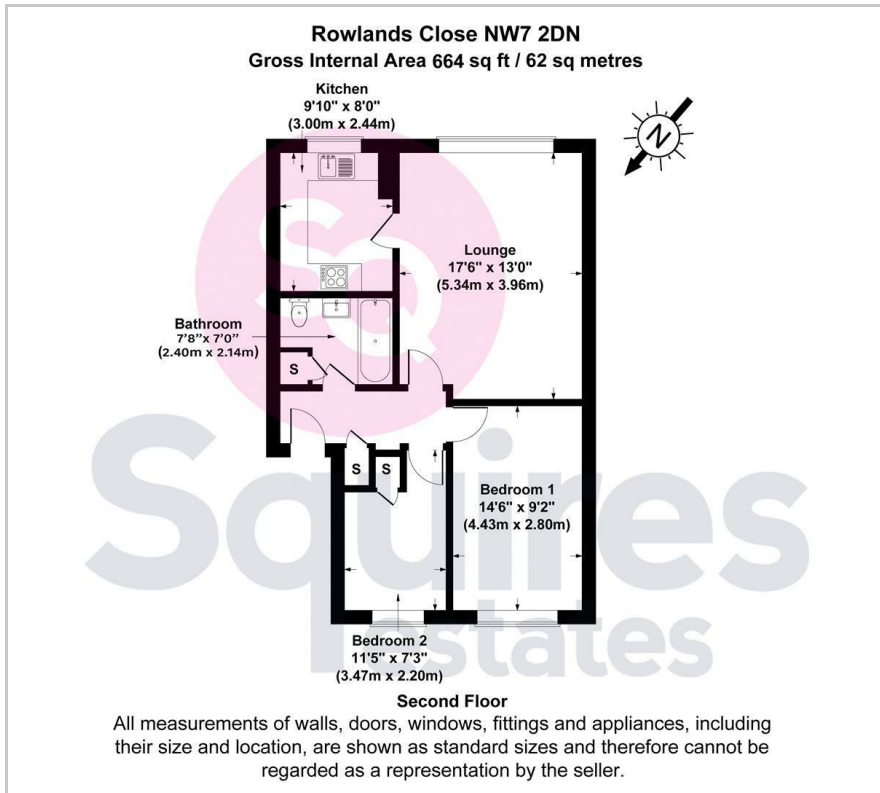 Rowlands Close NW7 2DN
Gross Internal Area 664 sq ft / 62 sq metres
Kitchen
9'10" x 8'0"
(3.00m x 2.44m)
N
SQ
Lounge
17'6" x 13'0"
(5.34m x 3.96m)
Bathroom
7'8"x 7'0"
(2.40m x 2.14m)
S
S
S
Squires
estates
Bedroom 1
14'6" x 9'2"
(4.43m x 2.80m)
Bedroom 2
11'5" x 7'3"
(3.47m x 2.20m)
Second Floor
All measurements of walls, doors, windows, fittings and appliances, including
their size and location, are shown as standard sizes and therefore cannot be
regarded as a representation by the seller.